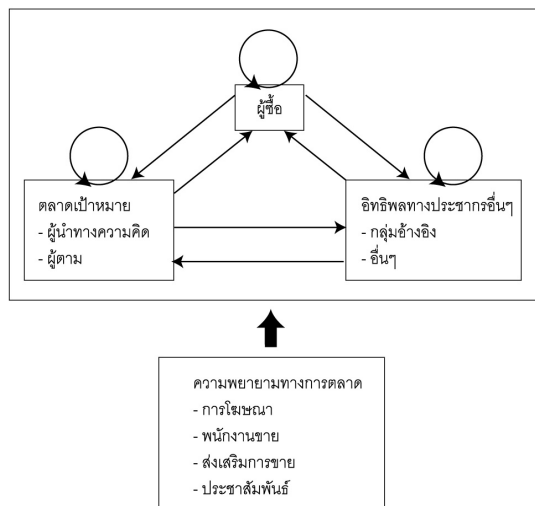 ผู้ซื้อ
ตลาดเป้าหมาย
- ผู้นำทางความคิด
- ผู้ตาม
อิทธิพลทางประชากรอื่นๆ
- กลุ่มอ้างอิง
- อื่นๆ
ความพยายามทางการตลาด
- การโฆษณา
- พนักงานขาย
- ส่งเสริมการขาย
- ประชาสัมพันธ์